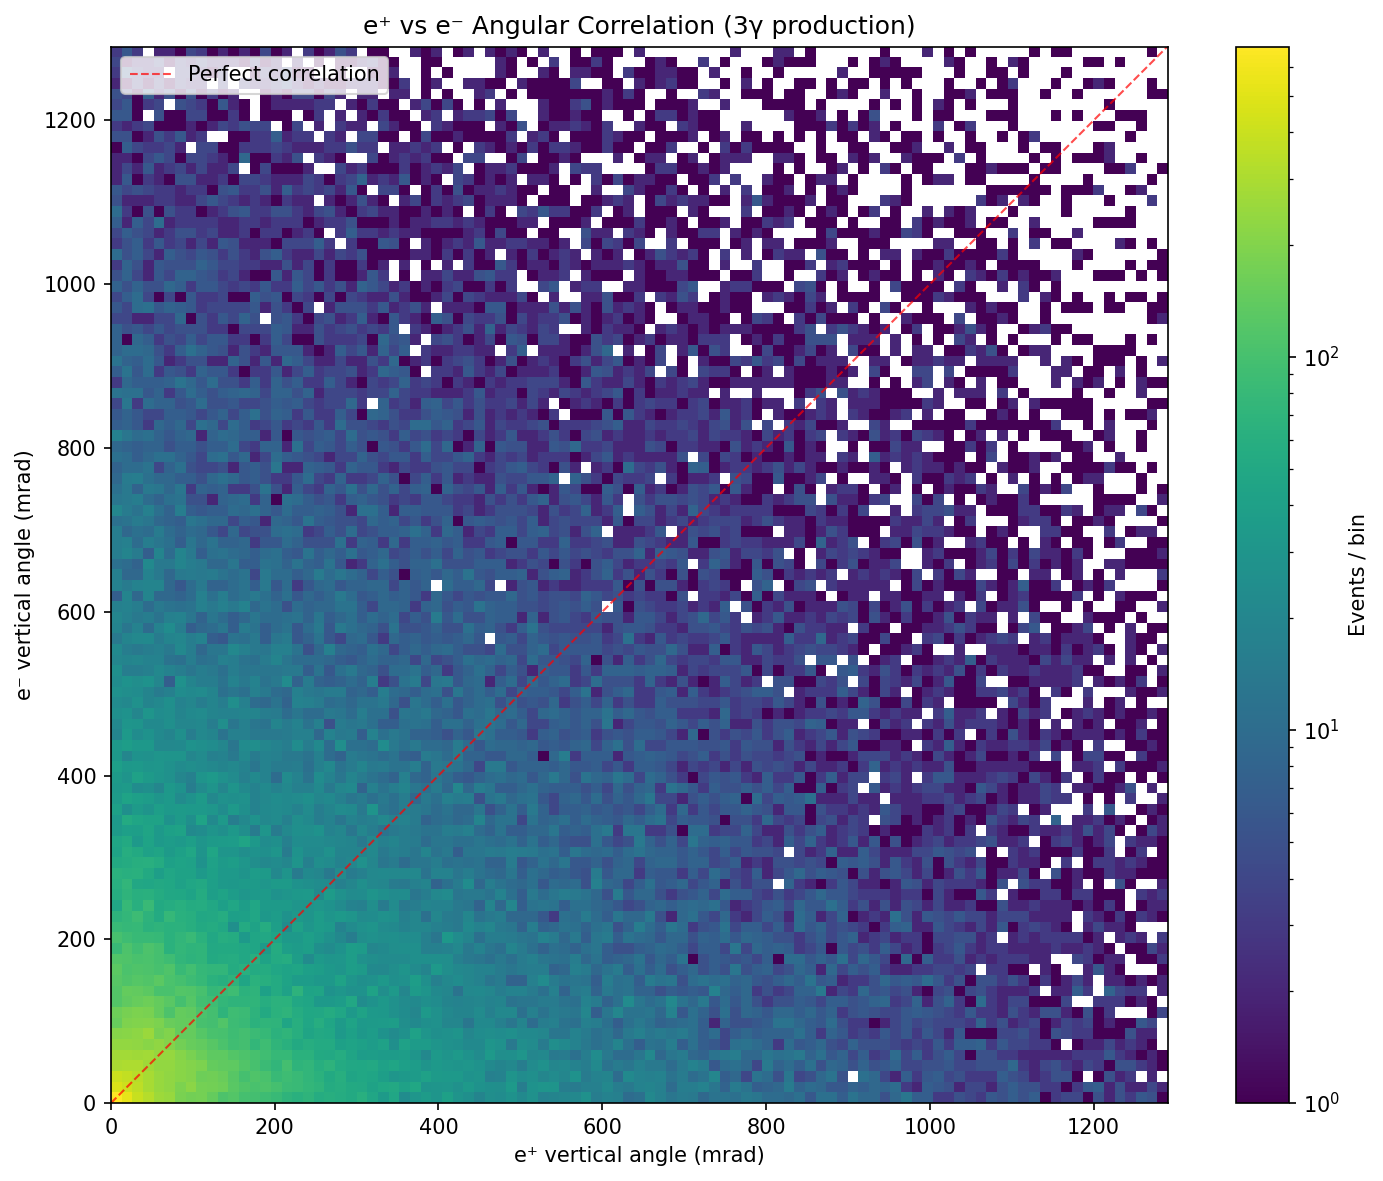 e⁺ vs e⁻ Angular Correlation (3γ production)
Perfect correlation
e⁻ vertical angle (mrad)
1200
1000
800
600
400
200
0
0 200 400 600 800 1000 1200
e⁺ vertical angle (mrad)
10²
10¹
10⁰
Events / bin